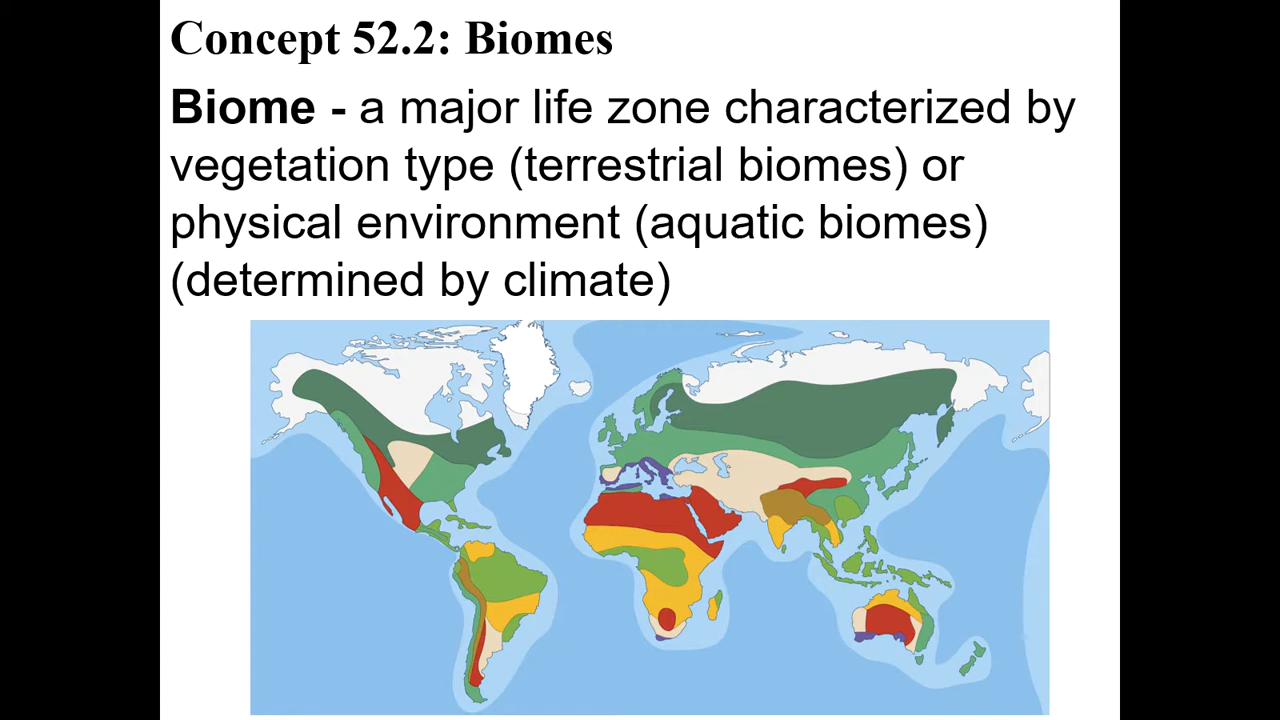 Concept 52.2: Biomes
Biome - a major life zone characterized by
vegetation type (terrestrial biomes) or
physical environment (aquatic biomes)
(determined by climate)